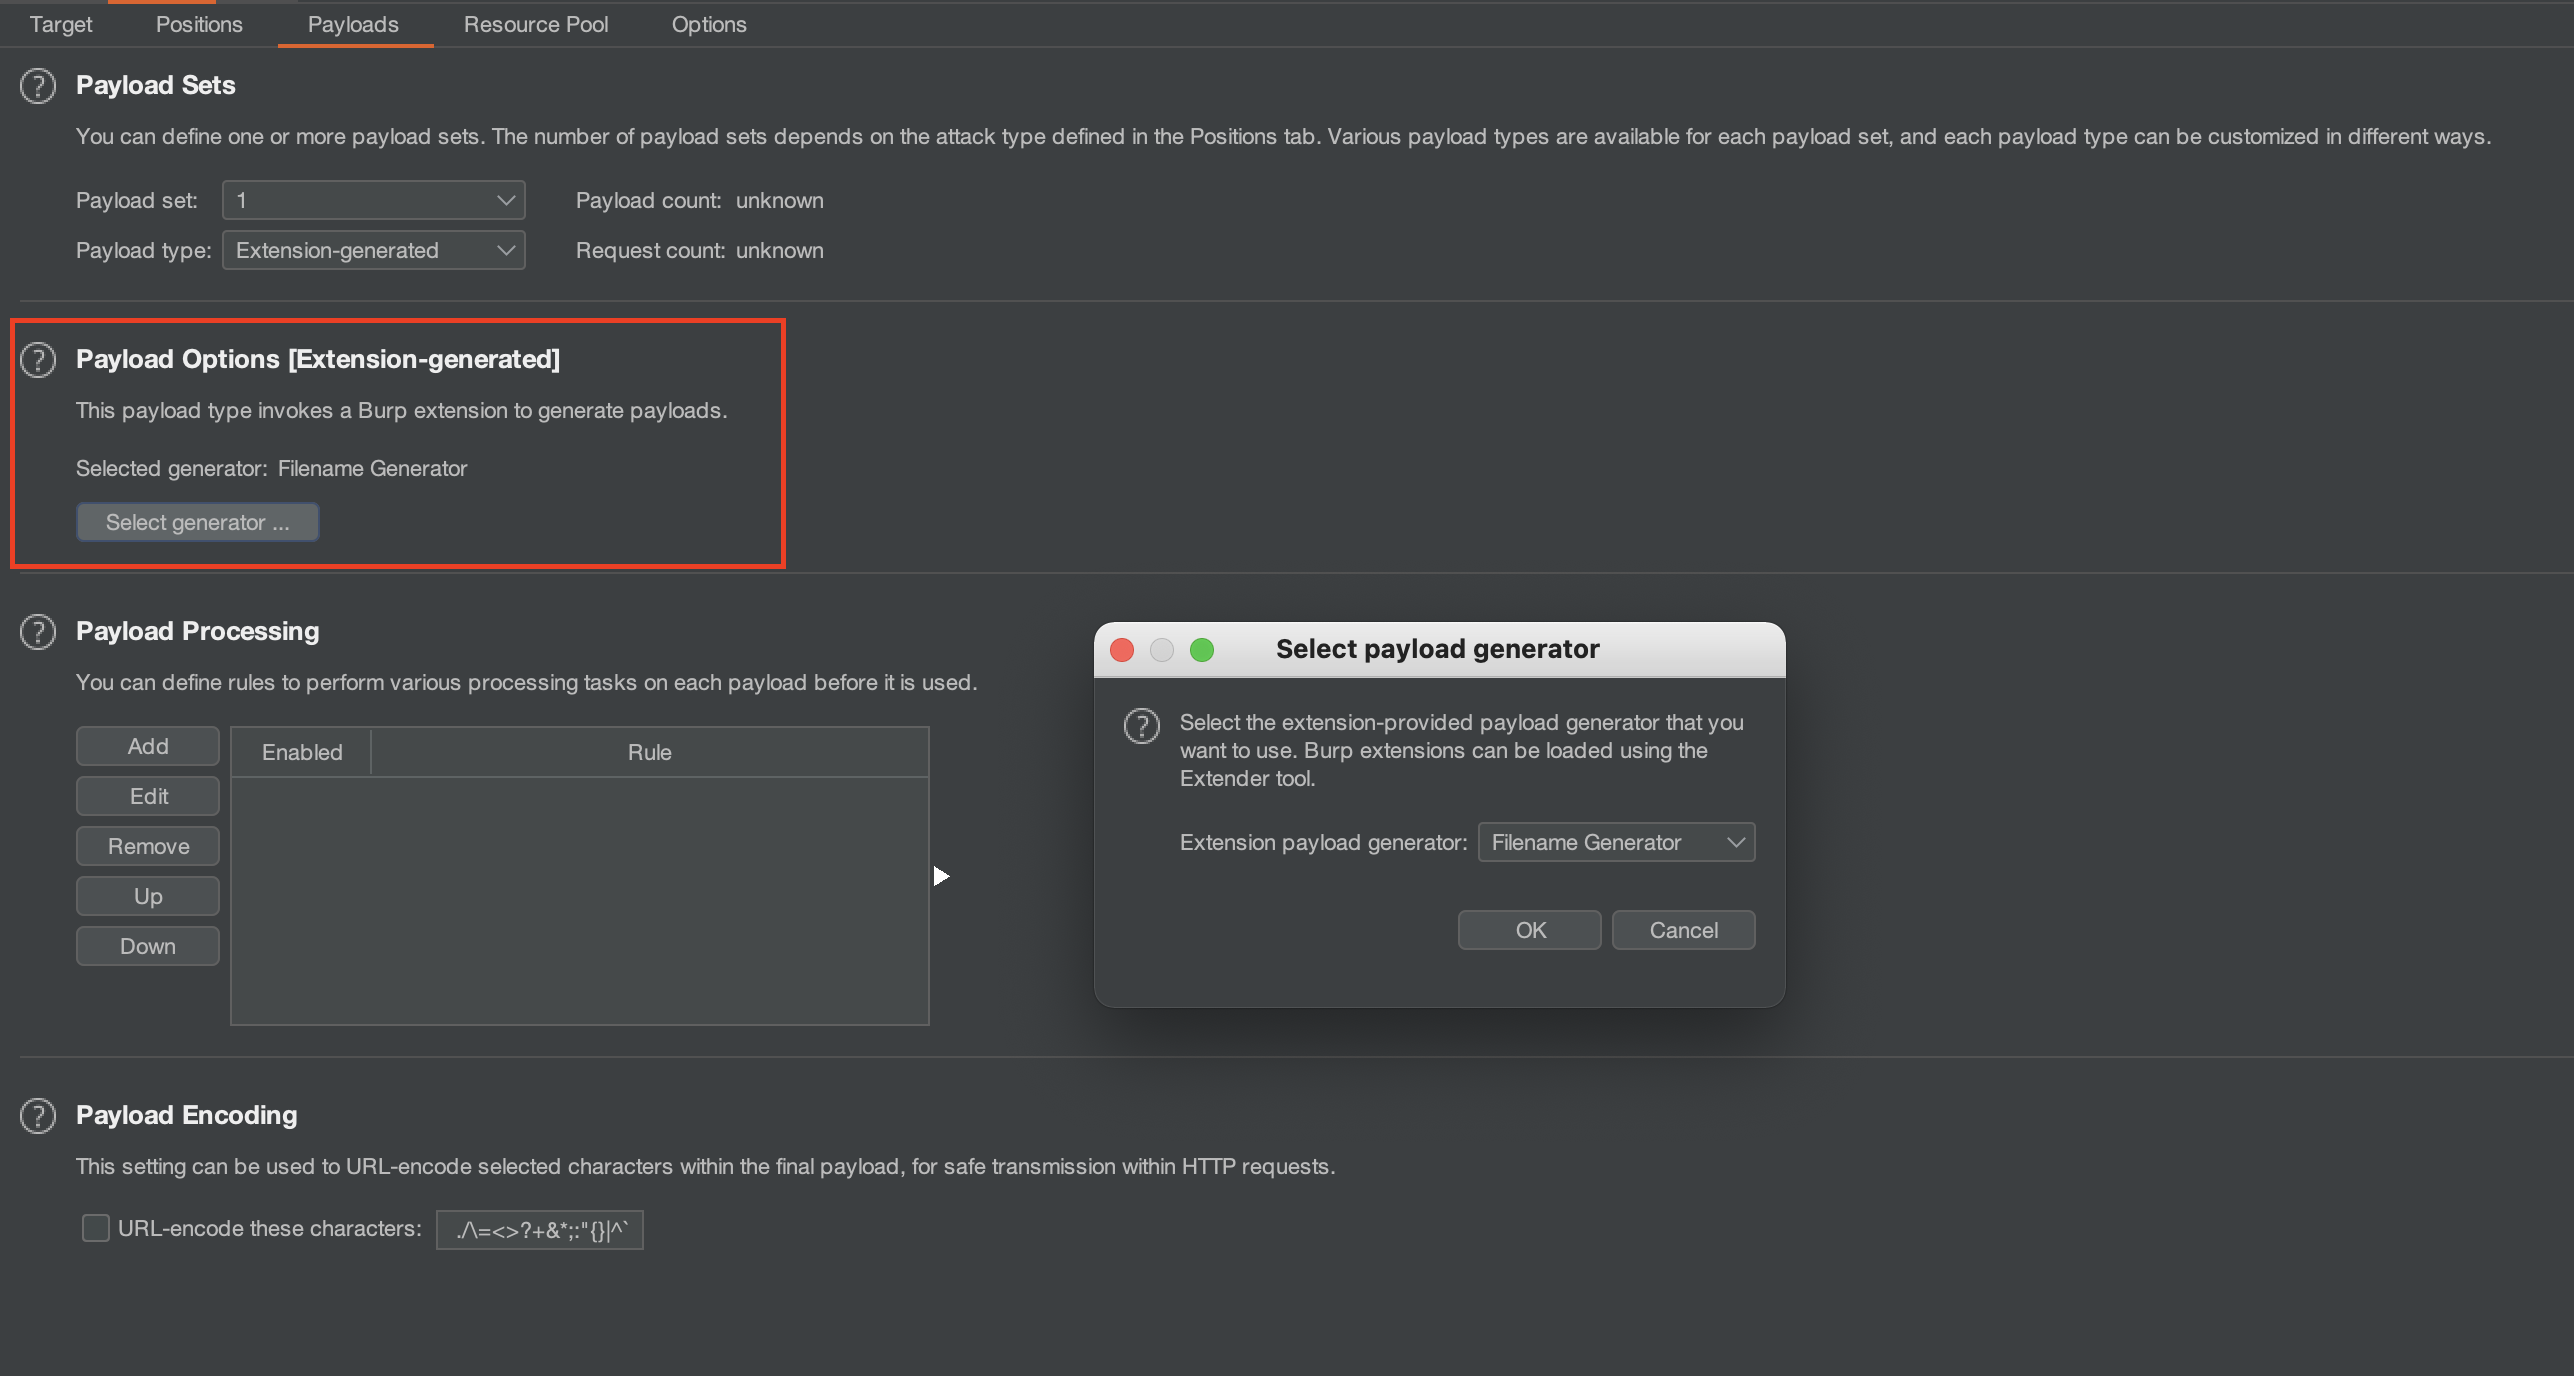 Target Positions Payloads Resource Pool Options
? Payload Sets
You can define one or more payload sets. The number of payload sets depends on the attack type defined in the Positions tab. Various payload types are available for each payload set, and each payload type can be customized in different ways.
Payload set: 1 Payload count: unknown
Payload type: Extension-generated Request count: unknown
? Payload Options [Extension-generated]
This payload type invokes a Burp extension to generate payloads.
Selected generator: Filename Generator
Select generator ...
? Payload Processing
You can define rules to perform various processing tasks on each payload before it is used.
Add
Edit
Remove
Up
Down
Enabled Rule
Select payload generator
? Select the extension-provided payload generator that you
want to use. Burp extensions can be loaded using the
Extender tool.
Extension payload generator: Filename Generator
OK Cancel
? Payload Encoding
This setting can be used to URL-encode selected characters within the final payload, for safe transmission within HTTP requests.
URL-encode these characters: ./\=<>?+&*;:"{}|^`